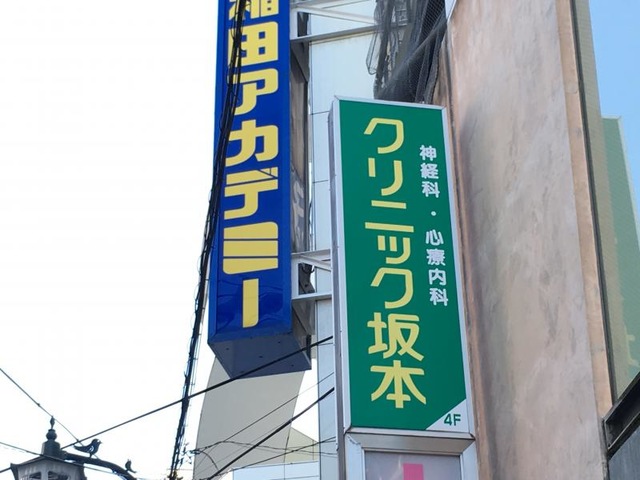 稲田アカデミー
クリニック坂本
神経科・心療内科
4F